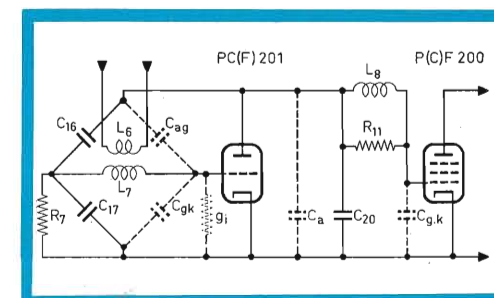 PC(F) 201
P(C)F 200
L8
C16
L6
Cag
R11
L7
R7
C17
Cgk
gi
Ca
C20
Cg.k